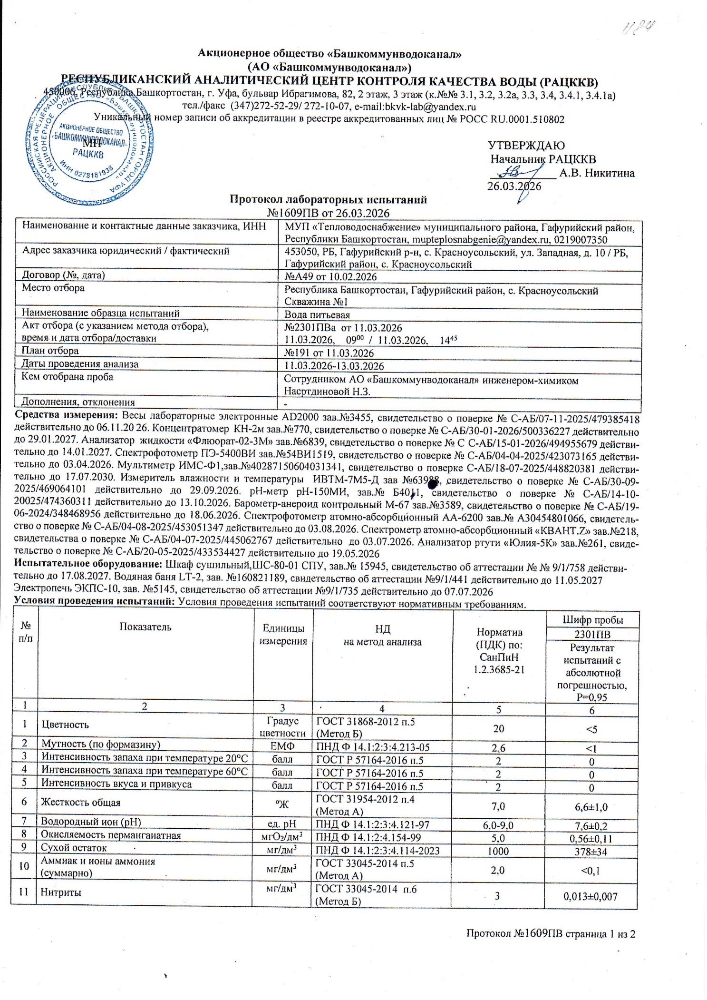 1184
Акционерное общество «Башкоммунводоканал»
(АО «Башкоммунводоканал»)
РЕСПУБЛИКАНСКИЙ АНАЛИТИЧЕСКИЙ ЦЕНТР КОНТРОЛЯ КАЧЕСТВА ВОДЫ (РАЦККВ)
450006, Республика Башкортостан, г. Уфа, бульвар Ибрагимова, 82, 2 этаж, 3 этаж (к.№№ 3.1, 3.2, 3.2а, 3.3, 3.4, 3.4.1, 3.4.1а)
тел./факс (347)272-52-29/ 272-10-07, e-mail:bkvk-lab@yandex.ru
Уникальный номер записи об аккредитации в реестре аккредитованных лиц № РОСС RU.0001.510802
АКЦИОНЕРНОЕ ОБЩЕСТВО
«БАШКОММУНВОДОКАНАЛ»
РАЦККВ
ИНН 0278181938
МП
УТВЕРЖДАЮ
Начальник РАЦККВ
А.В. Никитина
26.03.2026
Протокол лабораторных испытаний
№1609ПВ от 26.03.2026
Наименование и контактные данные заказчика, ИНН
МУП «Тепловодоснабжение» муниципального района, Гафурийский район,
Республики Башкортостан, mupteplosnabgenie@yandex.ru, 0219007350
Адрес заказчика юридический / фактический
453050, РБ, Гафурийский р-н, с. Красноусольский, ул. Западная, д. 10 / РБ,
Гафурийский район, с. Красноусольский
Договор (№, дата)
№А49 от 10.02.2026
Место отбора
Республика Башкортостан, Гафурийский район, с. Красноусольский
Скважина №1
Наименование образца испытаний
Вода питьевая
Акт отбора (с указанием метода отбора),
время и дата отбора/доставки
№2301ПВа от 11.03.2026
11.03.2026, 09⁰⁰ / 11.03.2026, 14⁴⁵
План отбора
№191 от 11.03.2026
Даты проведения анализа
11.03.2026-13.03.2026
Кем отобрана проба
Сотрудником АО «Башкоммунводоканал» инженером-химиком
Насртдиновой Н.З.
Дополнения, отклонения
-
Средства измерения: Весы лабораторные электронные AD2000 зав.№3455, свидетельство о поверке № С-АБ/07-11-2025/479385418
действительно до 06.11.20 26. Концентратомер КН-2м зав.№770, свидетельство о поверке № С-АБ/30-01-2026/500336227 действительно
до 29.01.2027. Анализатор жидкости «Флюорат-02-3М» зав.№6839, свидетельство о поверке № С С-АБ/15-01-2026/494955679 действи-
тельно до 14.01.2027. Спектрофотометр ПЭ-5400ВИ зав.№54ВИ1519, свидетельство о поверке № С-АБ/04-04-2025/423073165 действи-
тельно до 03.04.2026. Мультиметр ИМС-Ф1,зав.№40287150604031341, свидетельство о поверке С-АБ/18-07-2025/448820381 действи-
тельно до 17.07.2030. Измеритель влажности и температуры ИВТМ-7М5-Д зав свидетельство о поверке № С-АБ/30-09-
2025/469064101 действительно до 29.09.2026. рН-метр рН-150МИ, зав.№ свидетельство о поверке № С-АБ/14-10-
20025/474360311 действительно до 13.10.2026. Барометр-анероид контрольный М-67 зав.№3589, свидетельство о поверке № С-АБ/19-
06-2024/348468956 действительно до 18.06.2026. Спектрофотометр атомно-абсорбционный АА-6200 зав.№ А30454801066, свидетель-
ство о поверке № С-АБ/04-08-2025/453051347 действительно до 03.08.2026. Спектрометр атомно-абсорбционный «КВАНТ.Z» зав.№218,
свидетельства о поверке № С-АБ/04-07-2025/445062767 действительно до 03.07.2026. Анализатор ртути «Юлия-5К» зав.№261, свиде-
тельство о поверке № С-АБ/20-05-2025/433534427 действительно до 19.05.2026
Испытательное оборудование: Шкаф сушильный,ШС-80-01 СПУ, зав.№ 15945, свидетельство об аттестации № № 9/1/758 действи-
тельно до 17.08.2027. Водяная баня LT-2, зав. №160821189, свидетельство об аттестации №9/1/441 действительно до 11.05.2027
Электропечь ЭКПС-10, зав. №5145, свидетельство об аттестации №9/1/735 действительно до 07.07.2026
Условия проведения испытаний: Условия проведения испытаний соответствуют нормативным требованиям.
№ п/п
Показатель
Единицы измерения
НД на метод анализа
Норматив (ПДК) по: СанПиН 1.2.3685-21
Шифр пробы
2301ПВ
Результат испытаний с абсолютной погрешностью, Р=0,95
1 2 3 4 5 6
1 Цветность Градус цветности ГОСТ 31868-2012 п.5 (Метод Б) 20 <5
2 Мутность (по формазину) ЕМФ ПНД Ф 14.1:2:3:4.213-05 2,6 <1
3 Интенсивность запаха при температуре 20°С балл ГОСТ Р 57164-2016 п.5 2 0
4 Интенсивность запаха при температуре 60°С балл ГОСТ Р 57164-2016 п.5 2 0
5 Интенсивность вкуса и привкуса балл ГОСТ Р 57164-2016 п.5 2 0
6 Жесткость общая °Ж ГОСТ 31954-2012 п.4 (Метод А) 7,0 6,6±1,0
7 Водородный ион (рН) ед. рН ПНД Ф 14.1:2:3:4.121-97 6,0-9,0 7,6±0,2
8 Окисляемость перманганатная мгО₂/дм³ ПНД Ф 14.1:2:4.154-99 5,0 0,56±0,11
9 Сухой остаток мг/дм³ ПНД Ф 14.1:2:3:4.114-2023 1000 378±34
10 Аммиак и ионы аммония (суммарно) мг/дм³ ГОСТ 33045-2014 п.5 (Метод А) 2,0 <0,1
11 Нитриты мг/дм³ ГОСТ 33045-2014 п.6 (Метод Б) 3 0,013±0,007
Протокол №1609ПВ страница 1 из 2